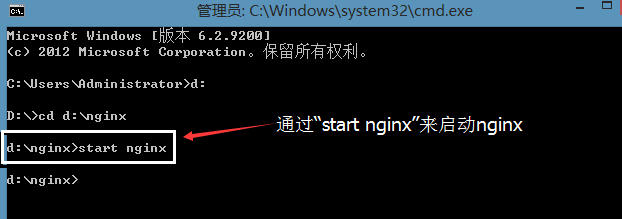 管理员: C:\Windows\system32\cmd.exe
Microsoft Windows [版本 6.2.9200]
(c) 2012 Microsoft Corporation。保留所有权利。
C:\Users\Administrator>d:
D:\>cd d:\nginx
通过“start nginx”来启动nginx
d:\nginx>start nginx
d:\nginx>